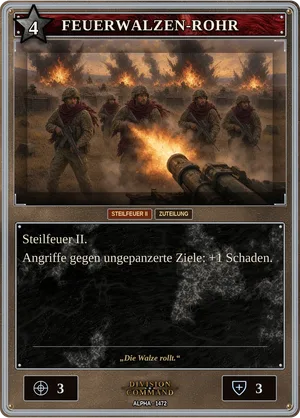 4
FEUERWALZEN-ROHR
STEILFEUER II
ZUTEILUNG
Steilfeuer II.
Angriffe gegen ungepanzerte Ziele: +1 Schaden.
„Die Walze rollt.“
3
DIVISION
COMMAND
ALPHA - 1472
3